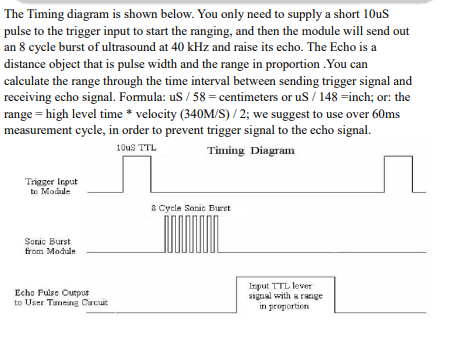 The Timing diagram is shown below. You only need to supply a short 10uS
pulse to the trigger input to start the ranging, and then the module will send out
an 8 cycle burst of ultrasound at 40 kHz and raise its echo. The Echo is a
distance object that is pulse width and the range in proportion .You can
calculate the range through the time interval between sending trigger signal and
receiving echo signal. Formula: uS / 58 = centimeters or uS / 148 =inch; or: the
range = high level time * velocity (340M/S) / 2; we suggest to use over 60ms
measurement cycle, in order to prevent trigger signal to the echo signal.
10uS TTL
Timing Diagram
Trigger Input
to Module
8 Cycle Sonic Burst
Sonic Burst
from Module
Input TTL lever
signal with a range
in proportion
Echo Pulse Output
to User Timeing Circuit